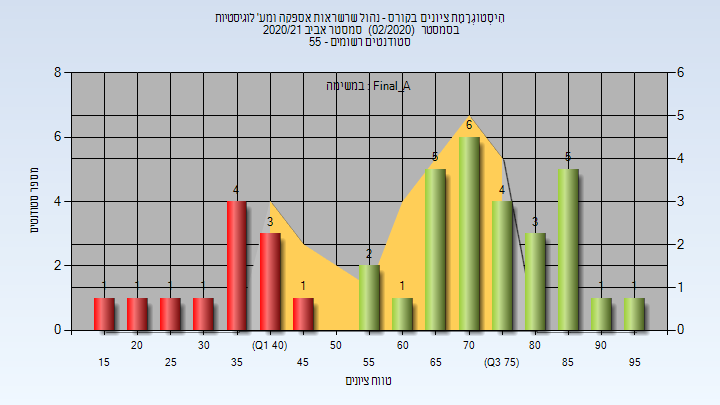 הִיסְטוֹגְרָמַת ציונים בקורס - נהול שרשראות אספקה ומע' לוגיסטיות
בסמסטר (02/2020) סמסטר אביב 2020/21
סטודנטים רשומים - 55
במשימה : Final_A
מספר סטודנטים
8 6 4 2 0
6 5 4 3 2 1 0
1 1 1 1 4 3 1 2 1 5 6 4 3 5 1 1
20 30 (Q1 40) 50 60 70 80 90
15 25 35 45 55 65 (Q3 75) 85 95
טווח ציונים